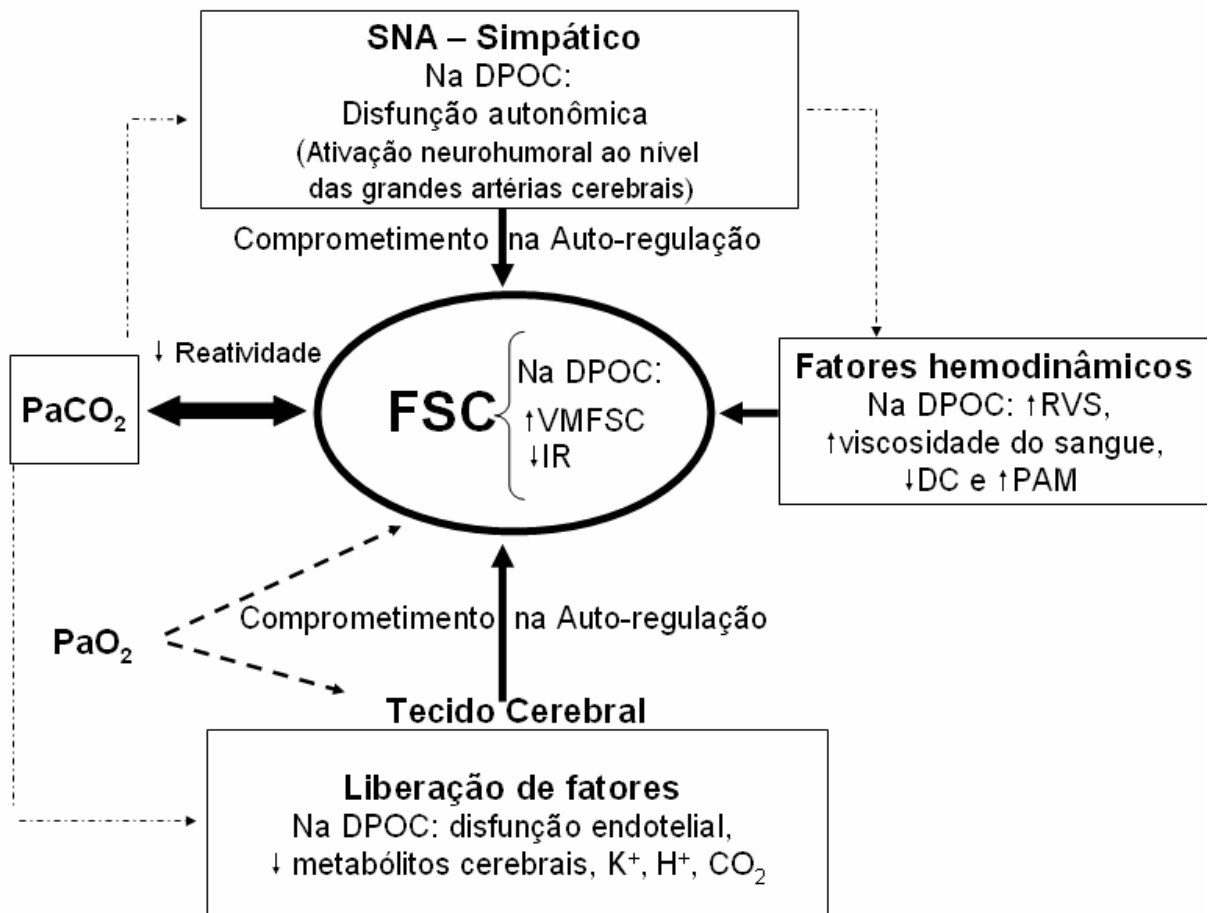 SNA – Simpático
Na DPOC:
Disfunção autonômica
(Ativação neurohumoral ao nível
das grandes artérias cerebrais)
Comprometimento na Auto-regulação
↓ Reatividade
PaCO₂
FSC
Na DPOC:
↑VMFSC
↓IR
Fatores hemodinâmicos
Na DPOC: ↑RVS,
↑viscosidade do sangue,
↓DC e ↑PAM
Comprometimento na Auto-regulação
PaO₂
Tecido Cerebral
Liberação de fatores
Na DPOC: disfunção endotelial,
↓ metabólitos cerebrais, K⁺, H⁺, CO₂